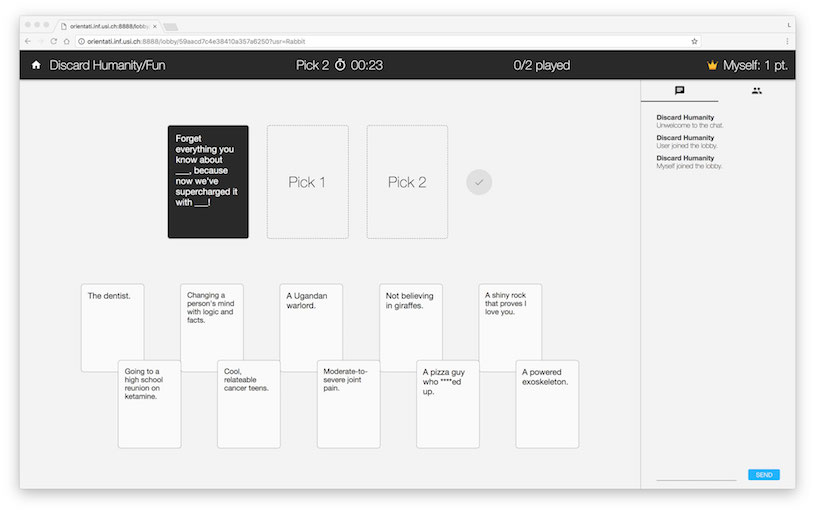 orientati.inf.usi.ch:8888/lobby
L
orientati.inf.usi.ch:8888/lobby/59aacd7c4e38410a387a6250?usr=Rabbit
Discard Humanity/Fun
Pick 2 00:23
0/2 played
Myself: 1 pt.
Forget
everything you
know about
___, because
now we've
supercharged it
with ___!
Pick 1
Pick 2
Discard Humanity
Unwelcome to the chat.
Discard Humanity
User joined the lobby.
Discard Humanity
Myself joined the lobby.
The dentist.
Changing a
person's mind
with logic and
facts.
A Ugandan
warlord.
Not believing
in giraffes.
A shiny rock
that proves I
love you.
Going to a
high school
reunion on
ketamine.
Cool,
relateable
cancer teens.
Moderate-to-
severe joint
pain.
A pizza guy
who ****ed
up.
A powered
exoskeleton.
SEND